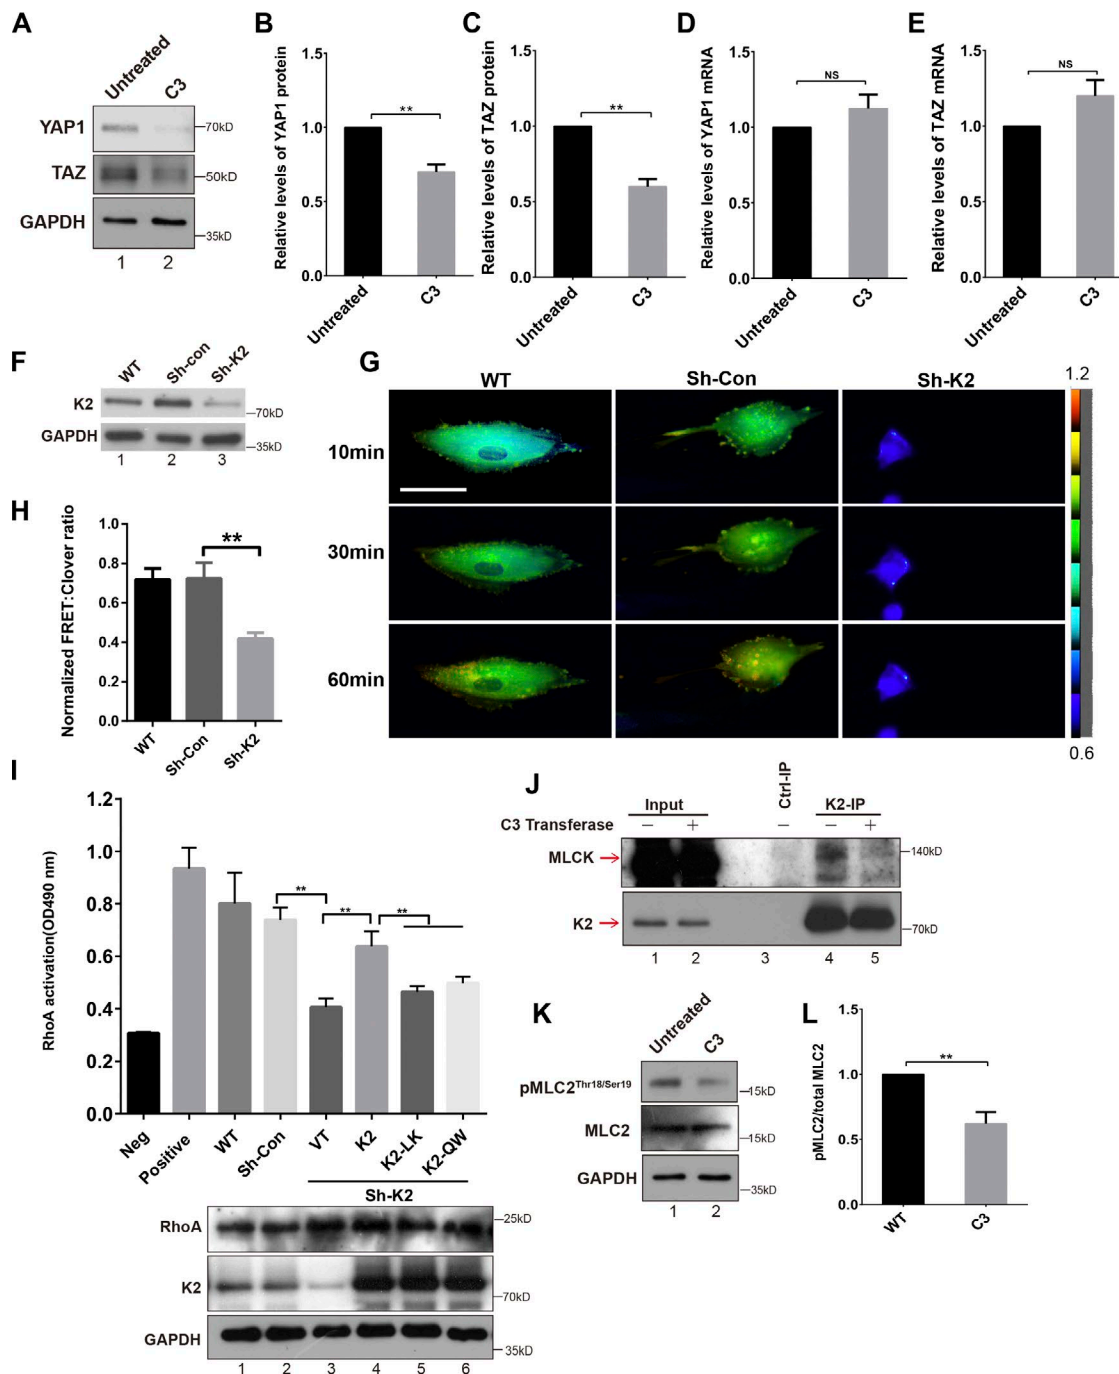 A
Untreated
C3
YAP1
70kD
TAZ
50kD
GAPDH
35kD
1 2
B
Relative levels of YAP1 protein
1.5
1.0
0.5
0.0
**
Untreated
C3
C
Relative levels of TAZ protein
1.5
1.0
0.5
0.0
**
Untreated
C3
D
Relative levels of YAP1 mRNA
1.5
1.0
0.5
0.0
NS
Untreated
C3
E
Relative levels of TAZ mRNA
1.5
1.0
0.5
0.0
NS
Untreated
C3
F
WT
Sh-con
Sh-K2
K2
70kD
GAPDH
35kD
1 2 3
G
WT
Sh-Con
Sh-K2
10min
30min
60min
1.2
0.6
H
Normalized FRET:Clover ratio
1.0
0.8
0.6
0.4
0.2
0.0
**
WT
Sh-Con
Sh-K2
I
RhoA activation(OD490 nm)
1.2
1.0
0.8
0.6
0.4
0.2
0.0
** ** **
Neg
Positive
WT
Sh-Con
VT
K2
K2-LK
K2-QW
Sh-K2
RhoA
25kD
K2
70kD
GAPDH
35kD
1 2 3 4 5 6
J
Input
Ctrl-IP
K2-IP
C3 Transferase − + − − +
MLCK
140kD
K2
70kD
1 2 3 4 5
K
Untreated
C3
pMLC2Thr18/Ser19
15kD
MLC2
15kD
GAPDH
35kD
1 2
L
pMLC2/total MLC2
1.5
1.0
0.5
0.0
**
WT
C3